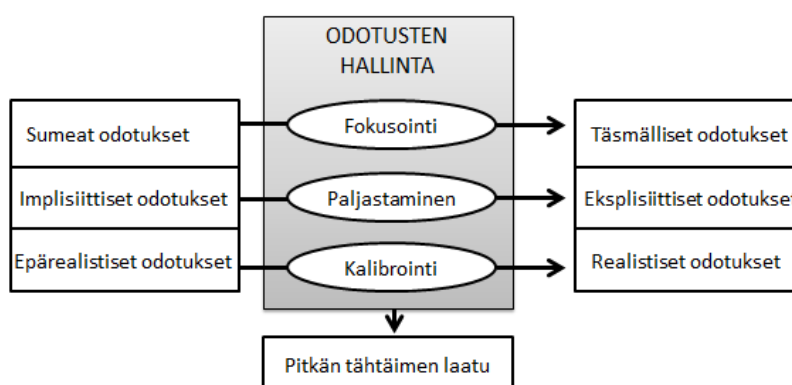 ODOTUSTEN
HALLINTA
Sumeat odotukset
Fokusointi
Täsmälliset odotukset
Implisiittiset odotukset
Paljastaminen
Eksplisiittiset odotukset
Epärealistiset odotukset
Kalibrointi
Realistiset odotukset
Pitkän tähtäimen laatu